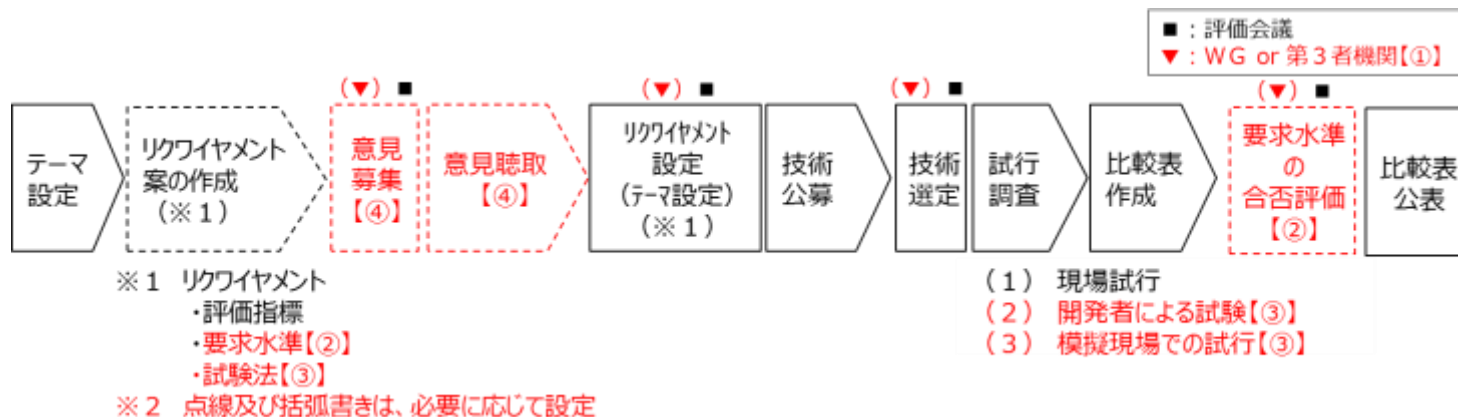 ■：評価会議
▼：ＷＧ or 第３者機関【①】
（▼）■
（▼）■
（▼）■
（▼）■
テーマ
設定
リクワイヤメント
案の作成
（※１）
意見
募集
【④】
意見聴取
【④】
リクワイヤメント
設定
（テーマ設定）
（※１）
技術
公募
技術
選定
試行
調査
比較表
作成
要求水準
の
合否評価
【②】
比較表
公表
※１ リクワイヤメント
・評価指標
・要求水準【②】
・試験法【③】
※２ 点線及び括弧書きは、必要に応じて設定
（１） 現場試行
（２） 開発者による試験【③】
（３） 模擬現場での試行【③】